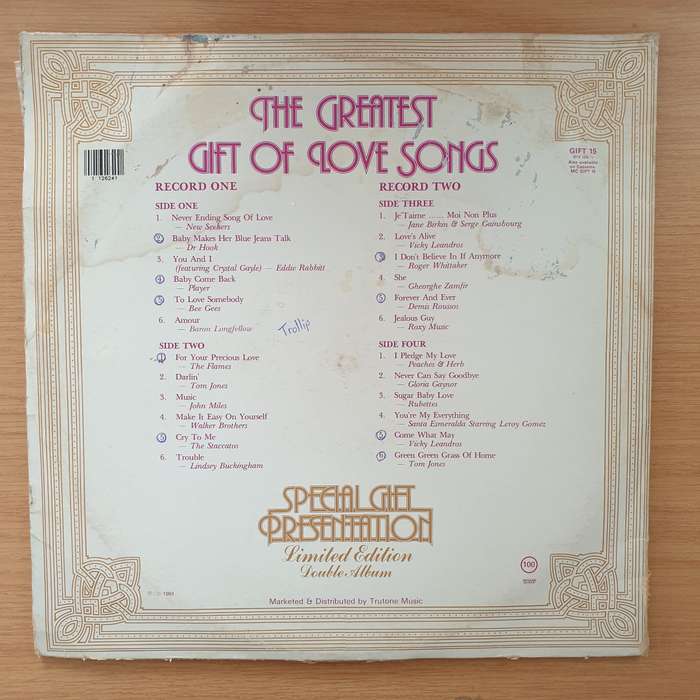 THE GREATEST
GIFT OF LOVE SONGS
1 126241
GIFT 15
Also available
on Cassette
RECORD ONE
SIDE ONE
1. Never Ending Song Of Love
— New Seekers
2. Baby Makes Her Blue Jeans Talk
— Dr Hook
3. You And I
(featuring Crystal Gayle) — Eddie Rabbitt
4. Baby Come Back
— Player
5. To Love Somebody
— Bee Gees
6. Amour
— Baron Longfellow
Trollip
SIDE TWO
1. For Your Precious Love
— The Flames
2. Darlin'
— Tom Jones
3. Music
— John Miles
4. Make It Easy On Yourself
— Walker Brothers
5. Cry To Me
— The Staccatos
6. Trouble
— Lindsey Buckingham
RECORD TWO
SIDE THREE
1. Je'Taime ...... Moi Non Plus
— Jane Birkin & Serge Gainsbourg
2. Love's Alive
— Vicky Leandros
3. I Don't Believe In If Anymore
— Roger Whittaker
4. She
— Gheorghe Zamfir
5. Forever And Ever
— Demis Roussos
6. Jealous Guy
— Roxy Music
SIDE FOUR
1. I Pledge My Love
— Peaches & Herb
2. Never Can Say Goodbye
— Gloria Gaynor
3. Sugar Baby Love
— Rubettes
4. You're My Everything
— Santa Esmeralda Starring Leroy Gomez
5. Come What May
— Vicky Leandros
6. Green Green Grass Of Home
— Tom Jones
SPECIAL GIFT
PRESENTATION
Limited Edition
Double Album
100
Marketed & Distributed by Trutone Music